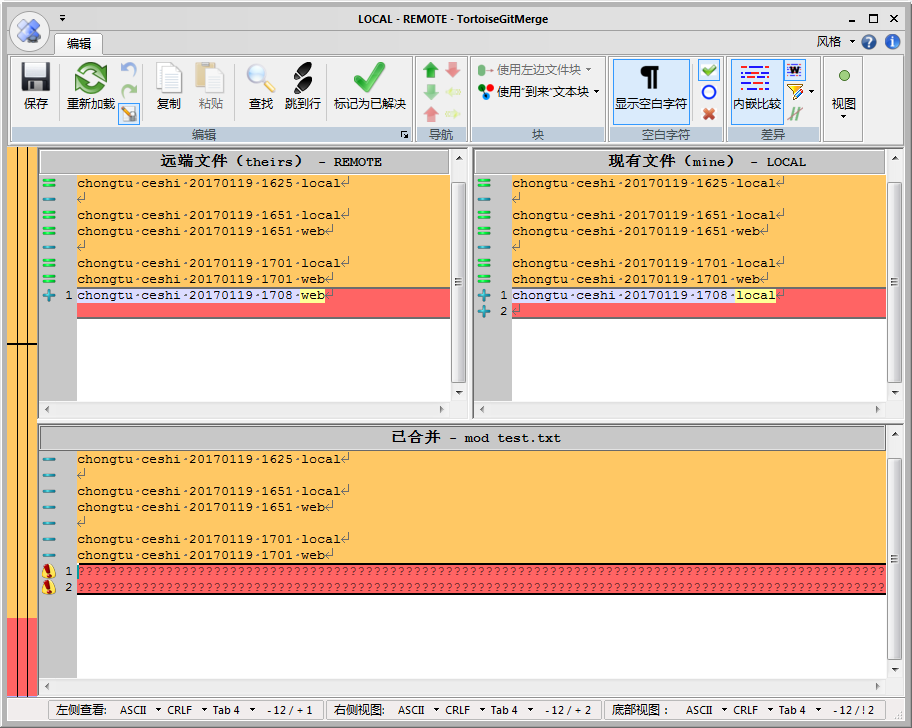 LOCAL - REMOTE - TortoiseGitMerge
编辑
风格
保存
重新加载
复制
粘贴
查找
跳到行
标记为已解决
编辑
导航
使用左边文件块
使用"到来"文本块
块
显示空白字符
空白字符
内嵌比较
差异
视图
远端文件（theirs） - REMOTE
chongtu·ceshi·20170119·1625·local↵
↵
chongtu·ceshi·20170119·1651·local↵
chongtu·ceshi·20170119·1651·web↵
↵
chongtu·ceshi·20170119·1701·local↵
chongtu·ceshi·20170119·1701·web↵
1 chongtu·ceshi·20170119·1708·web↵
现有文件（mine） - LOCAL
chongtu·ceshi·20170119·1625·local↵
↵
chongtu·ceshi·20170119·1651·local↵
chongtu·ceshi·20170119·1651·web↵
↵
chongtu·ceshi·20170119·1701·local↵
chongtu·ceshi·20170119·1701·web↵
1 chongtu·ceshi·20170119·1708·local↵
2 ↵
已合并 - mod test.txt
chongtu·ceshi·20170119·1625·local↵
↵
chongtu·ceshi·20170119·1651·local↵
chongtu·ceshi·20170119·1651·web↵
↵
chongtu·ceshi·20170119·1701·local↵
chongtu·ceshi·20170119·1701·web↵
1 ????????????????????????????????????????????????????????????????????????????????????????????????????
2 ????????????????????????????????????????????????????????????????????????????????????????????????????
左侧查看: ASCII CRLF Tab 4 -12 / + 1
右侧视图: ASCII CRLF Tab 4 -12 / + 2
底部视图： ASCII CRLF Tab 4 -12 /! 2